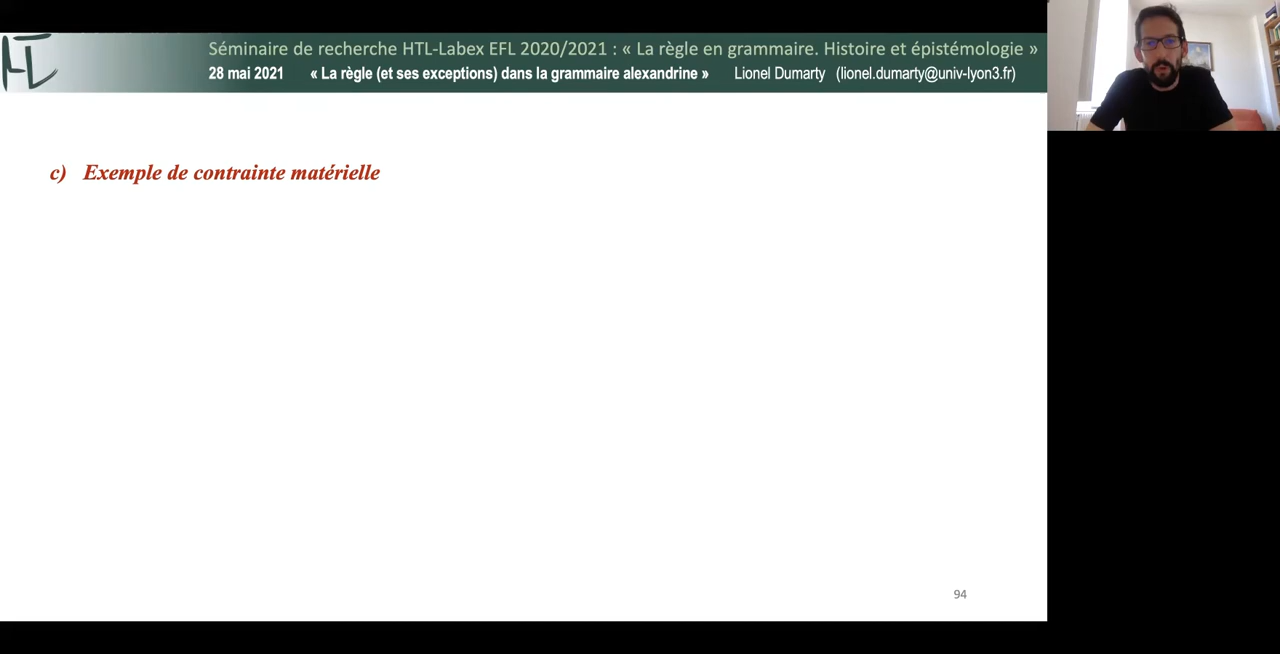 HTL
Séminaire de recherche HTL-Labex EFL 2020/2021 : « La règle en grammaire. Histoire et épistémologie »
28 mai 2021 « La règle (et ses exceptions) dans la grammaire alexandrine » Lionel Dumarty (lionel.dumarty@univ-lyon3.fr)
c) Exemple de contrainte matérielle
94